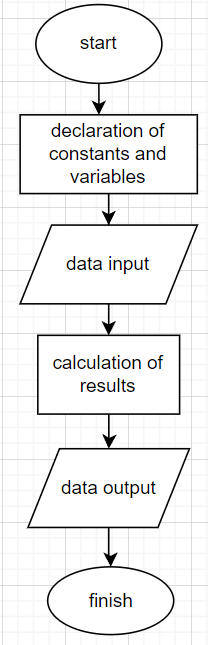 start
declaration of
constants and
variables
data input
calculation of
results
data output
finish